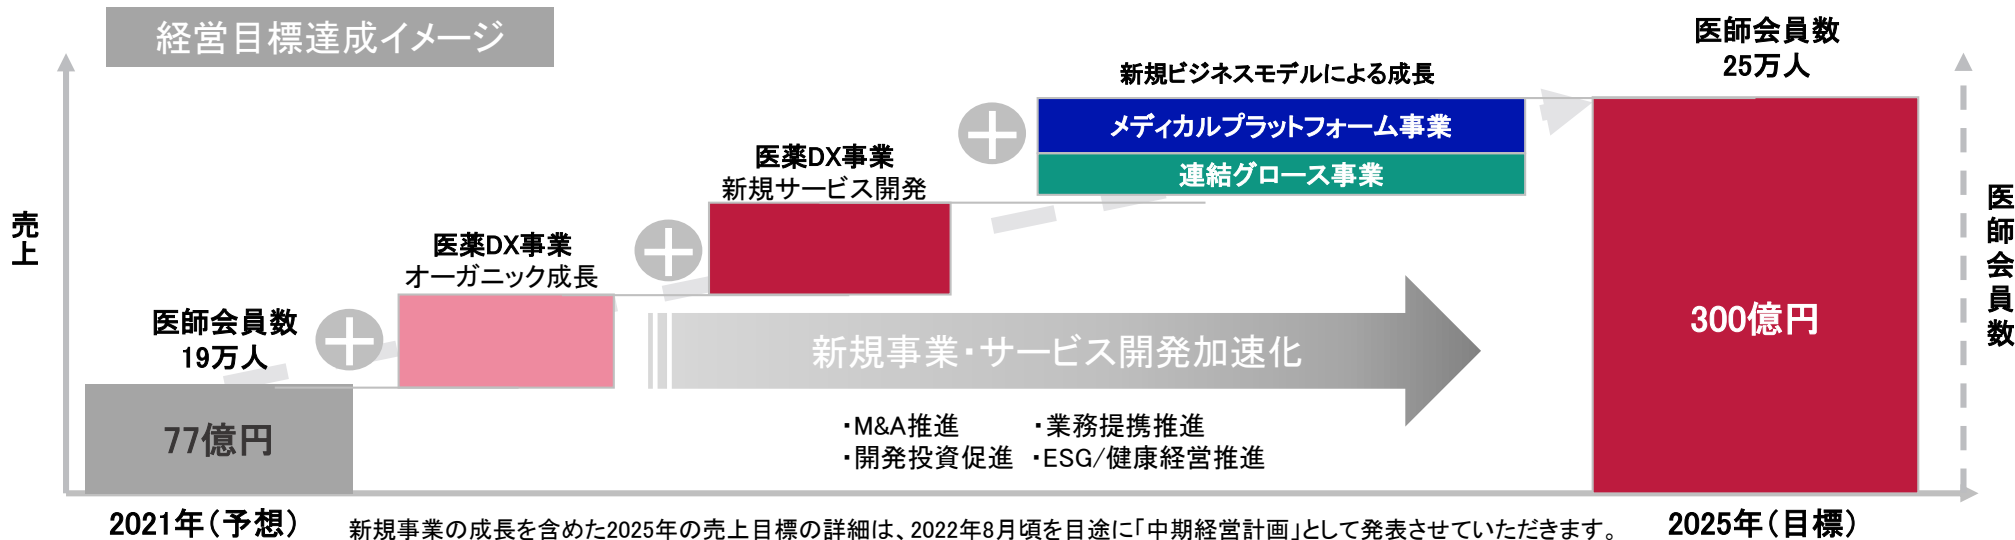 経営目標達成イメージ
医師会員数
25万人
新規ビジネスモデルによる成長
メディカルプラットフォーム事業
連結グロース事業
医薬DX事業
新規サービス開発
医薬DX事業
オーガニック成長
医師会員数
19万人
売上
医師会員数
77億円
新規事業・サービス開発加速化
300億円
・M&A推進
・業務提携推進
・開発投資促進
・ESG/健康経営推進
2021年(予想)
新規事業の成長を含めた2025年の売上目標の詳細は、2022年8月頃を目途に「中期経営計画」として発表させていただきます。
2025年(目標)